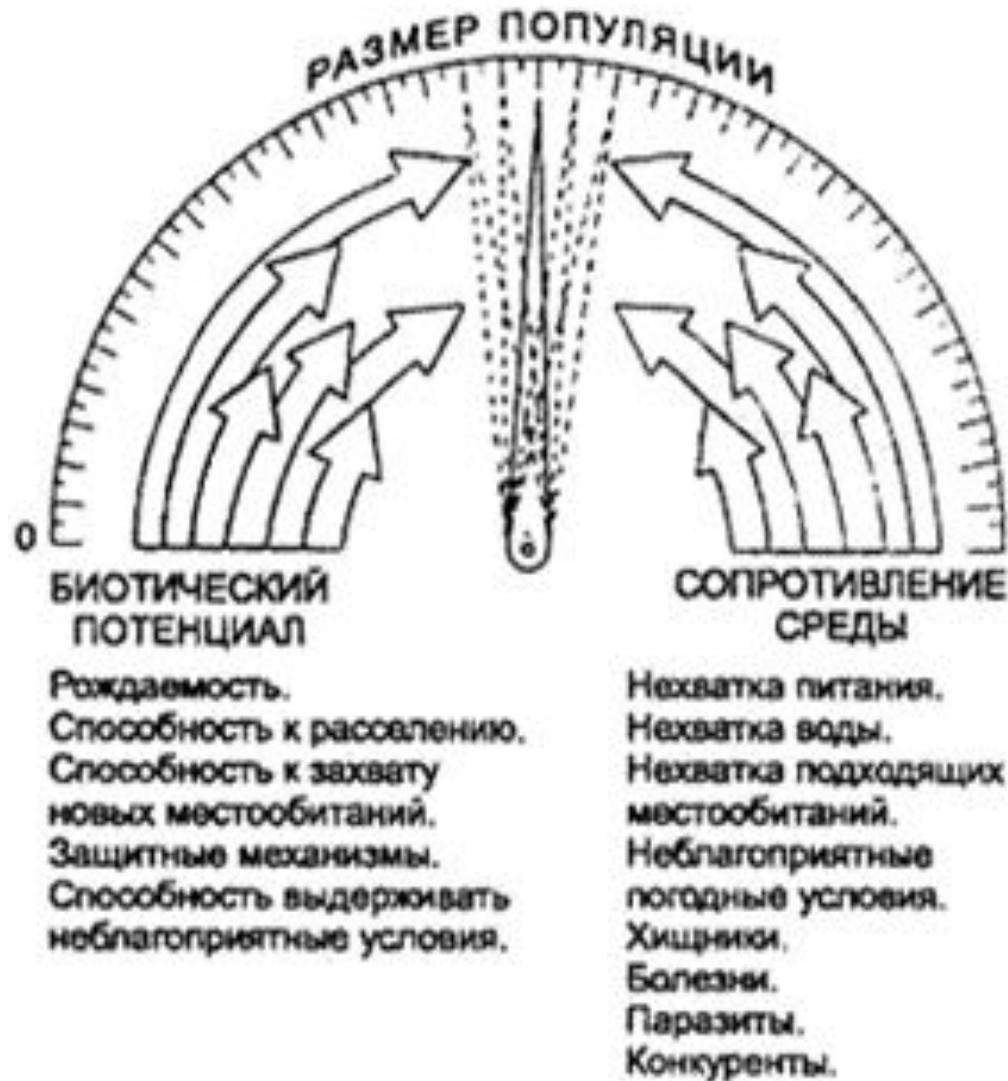 РАЗМЕР ПОПУЛЯЦИИ
0
БИОТИЧЕСКИЙ
ПОТЕНЦИАЛ
Рождаемость.
Способность к расселению.
Способность к захвату
новых местообитаний.
Защитные механизмы.
Способность выдерживать
неблагоприятные условия.
СОПРОТИВЛЕНИЕ
СРЕДЫ
Нехватка питания.
Нехватка воды.
Нехватка подходящих
местообитаний.
Неблагоприятные
погодные условия.
Хищники.
Болезни.
Паразиты.
Конкуренты.